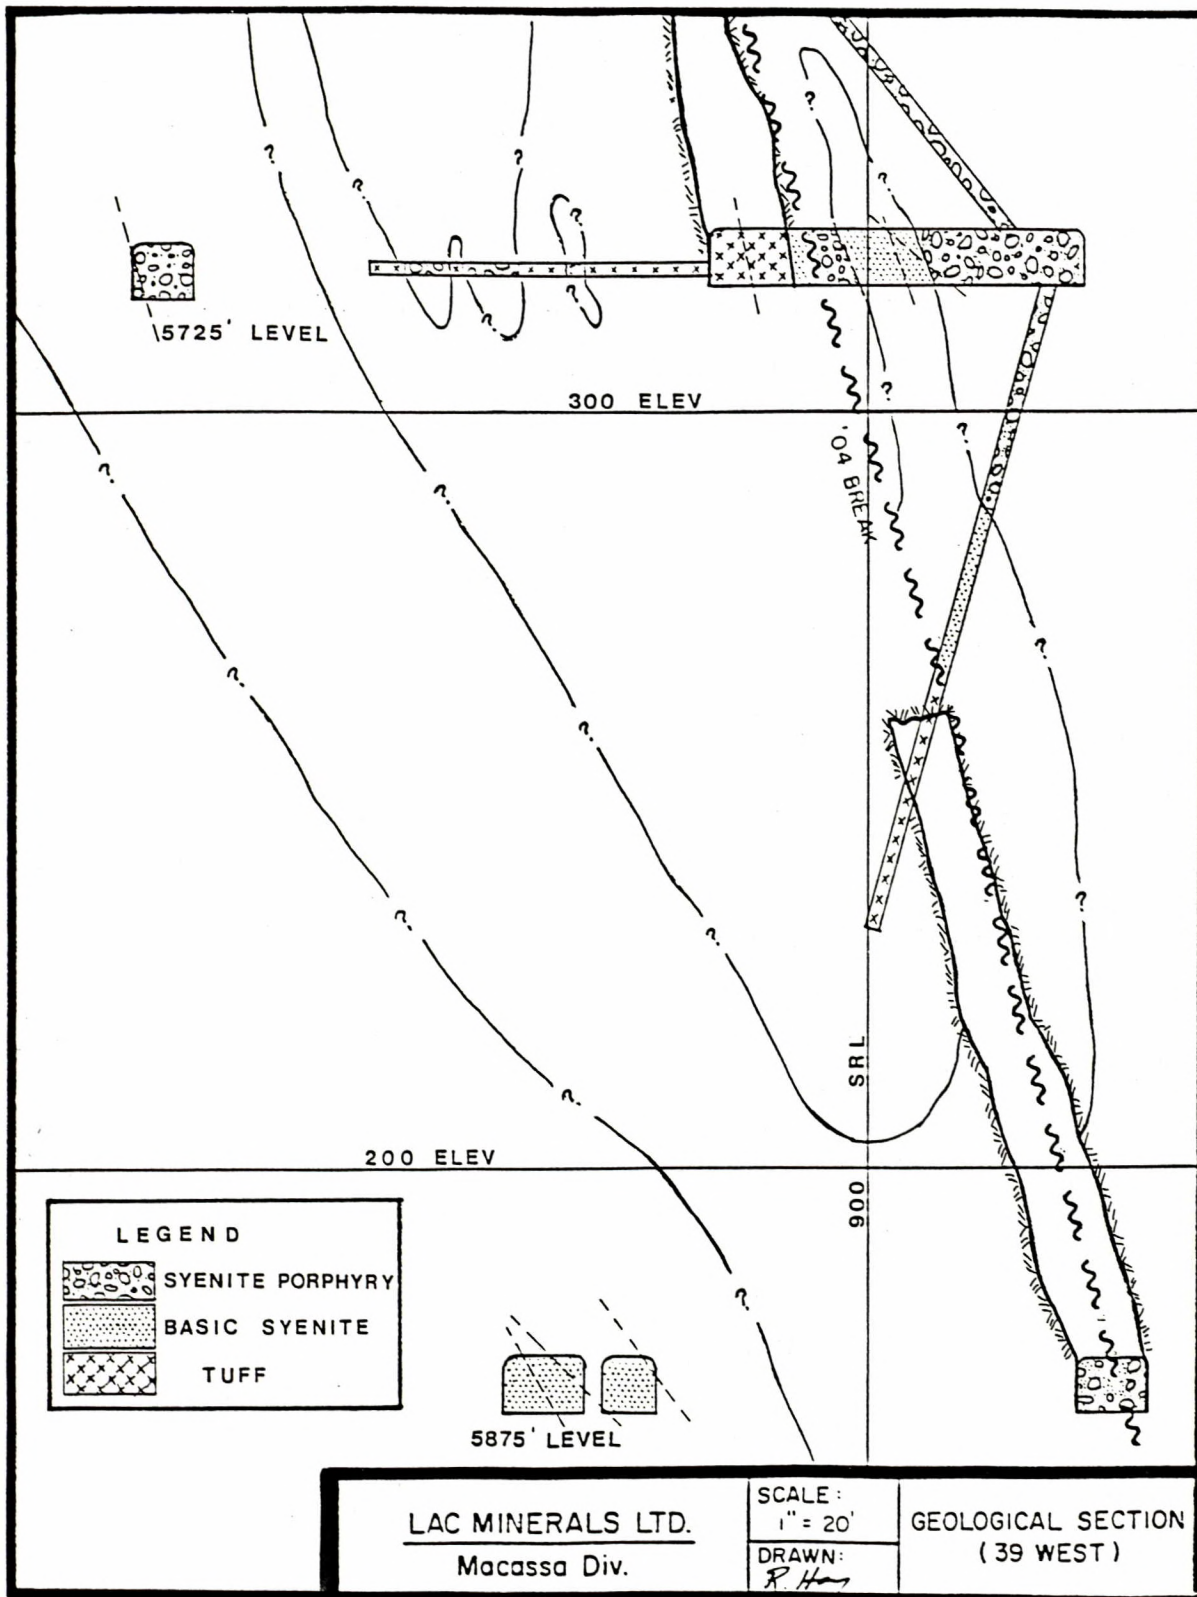 5725' LEVEL
300 ELEV
'04 BREAK
SRL
200 ELEV
900
LEGEND
SYENITE PORPHYRY
BASIC SYENITE
TUFF
5875' LEVEL
LAC MINERALS LTD.
Macassa Div.
SCALE:
1" = 20'
DRAWN:
GEOLOGICAL SECTION
(39 WEST)